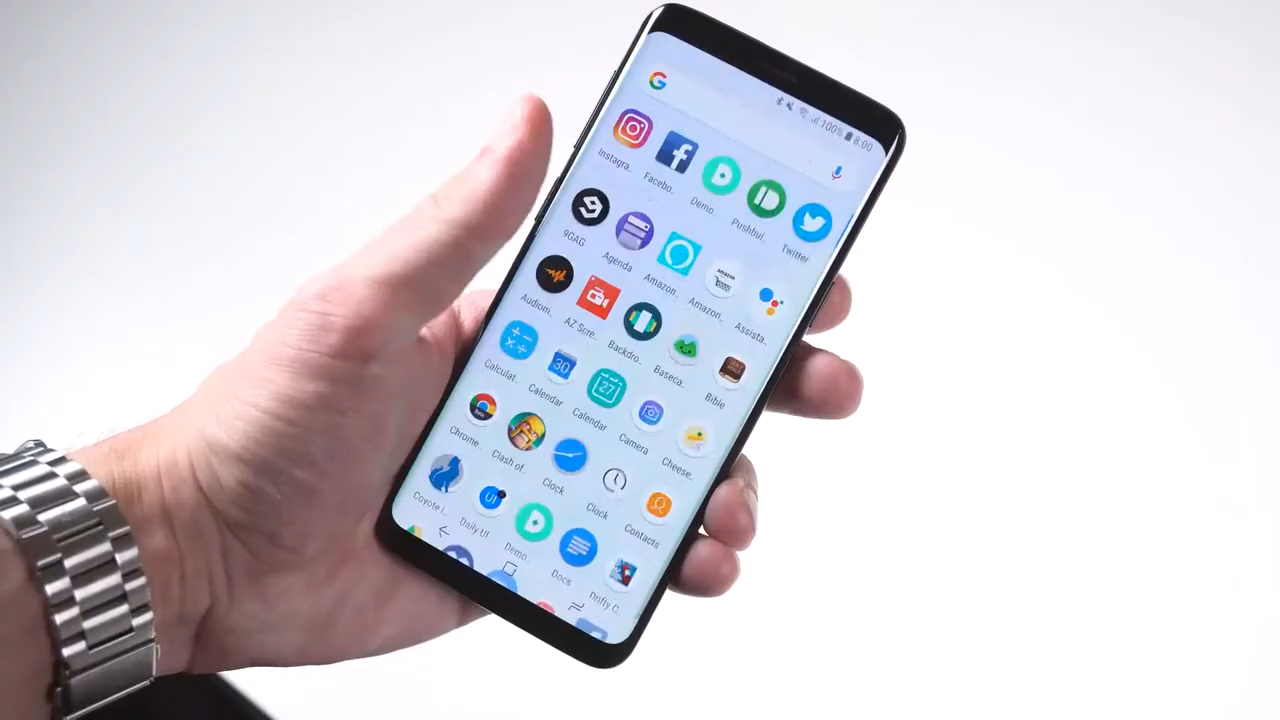 100% 8:00
Instagra..
Facebo..
Demo..
Pushbul..
Twitter
9GAG
Agenda
Amazon..
amazon
Amazon..
Assista..
Audiom..
AZ Scre..
Backdro..
Baseca..
Bible
Calculat..
30
Calendar
27
Calendar
Camera
Cheese..
Chrome..
Clash of..
Clock
Clock
Contacts
Coyote i..
UI
Daily UI
Demo..
Docs
Drifty C..